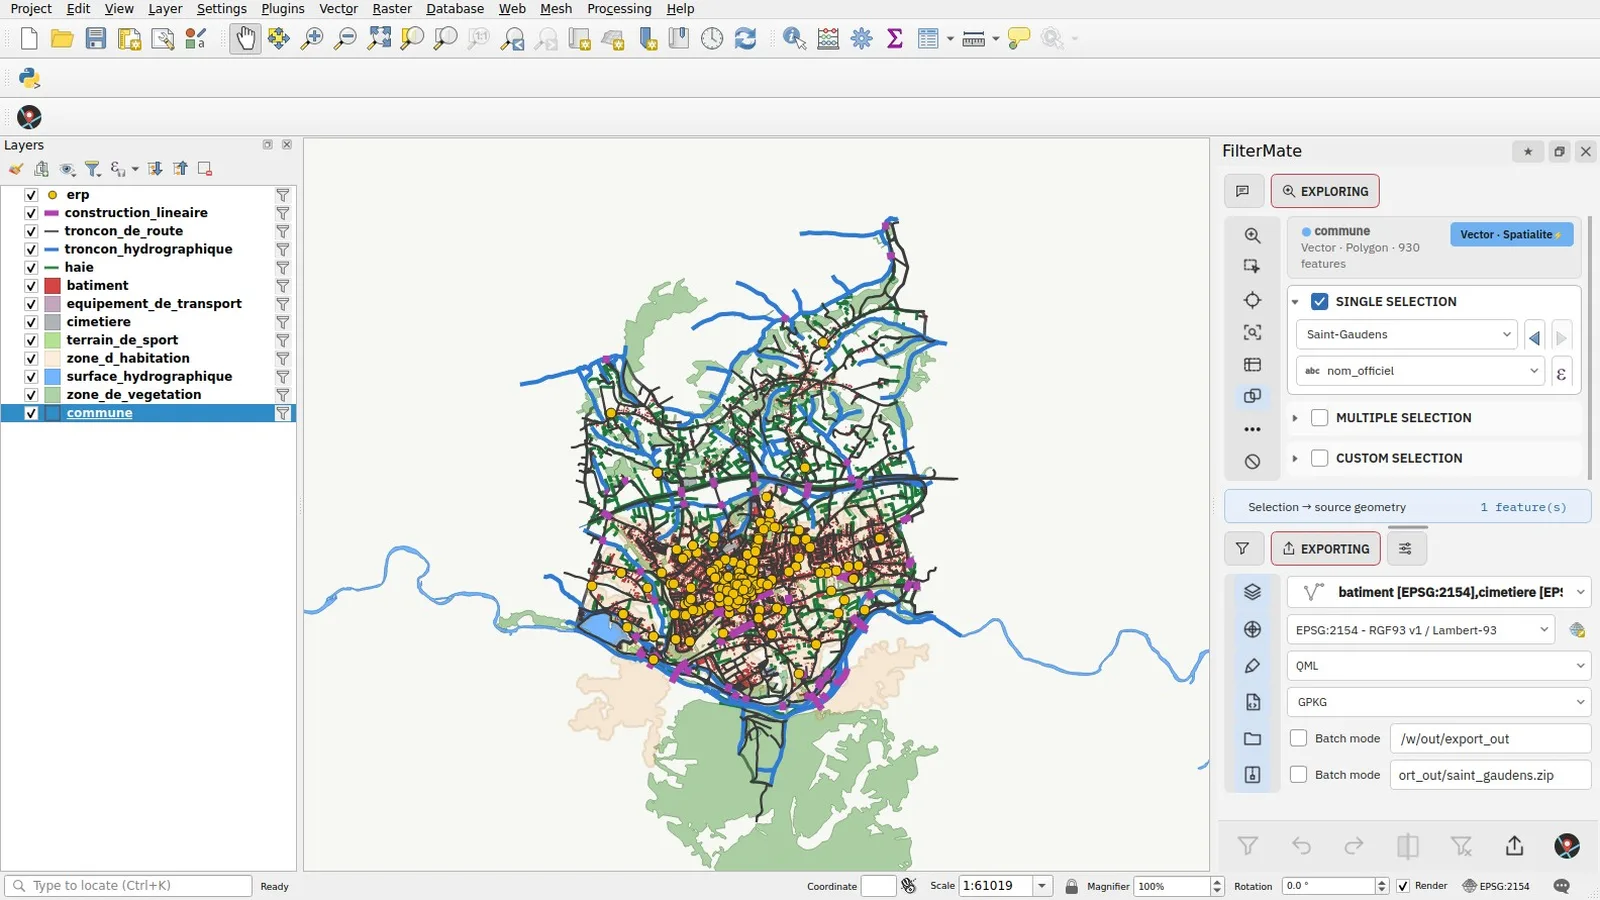 Project Edit View Layer Settings Plugins Vector Raster Database Web Mesh Processing Help
Layers
erp
construction_lineaire
troncon_de_route
troncon_hydrographique
haie
batiment
equipement_de_transport
cimetiere
terrain_de_sport
zone_d_habitation
surface_hydrographique
zone_de_vegetation
commune
FilterMate
EXPLORING
commune
Vector · Polygon · 930
features
Vector · Spatialite⚡
SINGLE SELECTION
Saint-Gaudens
abc nom_officiel
ε
MULTIPLE SELECTION
CUSTOM SELECTION
Selection → source geometry 1 feature(s)
EXPORTING
batiment [EPSG:2154],cimetiere [EPS
EPSG:2154 - RGF93 v1 / Lambert-93
QML
GPKG
Batch mode /w/out/export_out
Batch mode ort_out/saint_gaudens.zip
Type to locate (Ctrl+K) Ready Coordinate Scale 1:61019 Magnifier 100% Rotation 0.0 ° Render EPSG:2154